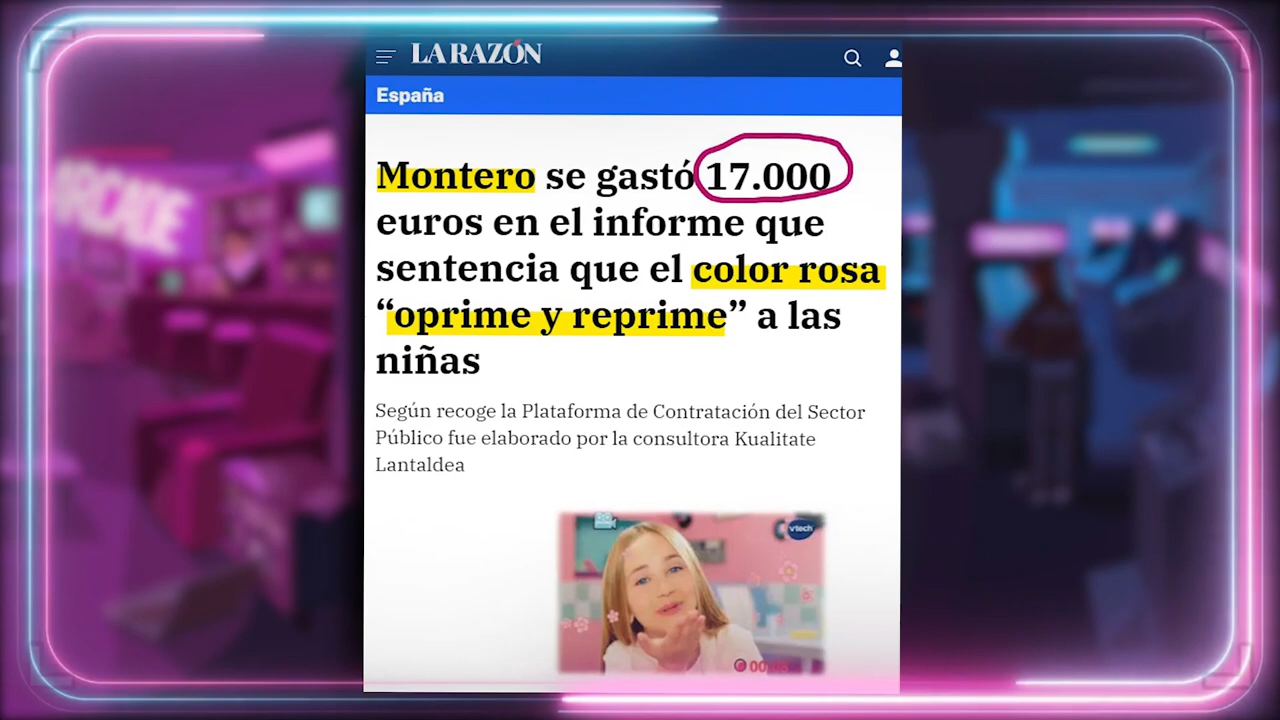 LA RAZÓN
España
Montero se gastó 17.000
euros en el informe que
sentencia que el color rosa
“oprime y reprime” a las
niñas
Según recoge la Plataforma de Contratación del Sector
Público fue elaborado por la consultora Kualitate
Lantaldea
vtech
ARCADE